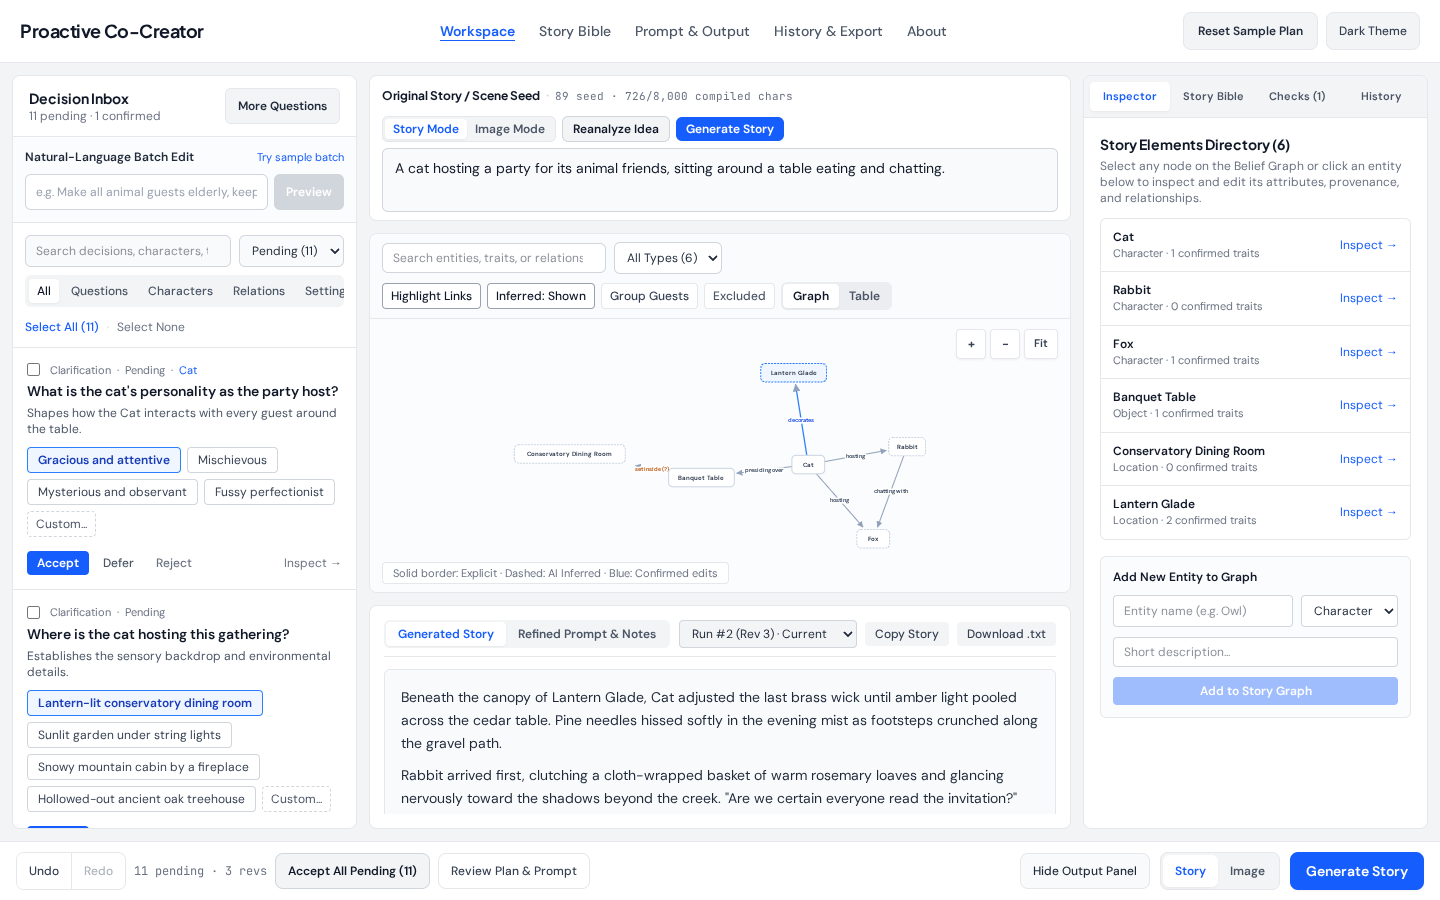 Proactive Co-Creator
Workspace
Story Bible
Prompt & Output
History & Export
About
Reset Sample Plan
Dark Theme
Decision Inbox
11 pending · 1 confirmed
More Questions
Natural-Language Batch Edit
Try sample batch
e.g. Make all animal guests elderly, keep
Preview
Search decisions, characters, t
Pending (11)
All
Questions
Characters
Relations
Setting
Select All (11) · Select None
Clarification · Pending · Cat
What is the cat's personality as the party host?
Shapes how the Cat interacts with every guest around
the table.
Gracious and attentive
Mischievous
Mysterious and observant
Fussy perfectionist
Custom...
Accept
Defer
Reject
Inspect →
Clarification · Pending
Where is the cat hosting this gathering?
Establishes the sensory backdrop and environmental
details.
Lantern-lit conservatory dining room
Sunlit garden under string lights
Snowy mountain cabin by a fireplace
Hollowed-out ancient oak treehouse
Custom...
Original Story / Scene Seed · 89 seed · 726/8,000 compiled chars
Story Mode
Image Mode
Reanalyze Idea
Generate Story
A cat hosting a party for its animal friends, sitting around a table eating and chatting.
Search entities, traits, or relations
All Types (6)
Highlight Links
Inferred: Shown
Group Guests
Excluded
Graph
Table
+
−
Fit
Lantern Glade
decorates
Conservatory Dining Room
set inside (?)
Banquet Table
presiding over
Cat
hosting
Rabbit
hosting
chatting with
Fox
Solid border: Explicit · Dashed: AI Inferred · Blue: Confirmed edits
Generated Story
Refined Prompt & Notes
Run #2 (Rev 3) · Current
Copy Story
Download .txt
Beneath the canopy of Lantern Glade, Cat adjusted the last brass wick until amber light pooled
across the cedar table. Pine needles hissed softly in the evening mist as footsteps crunched along
the gravel path.
Rabbit arrived first, clutching a cloth-wrapped basket of warm rosemary loaves and glancing
nervously toward the shadows beyond the creek. "Are we certain everyone read the invitation?"
Inspector
Story Bible
Checks (1)
History
Story Elements Directory (6)
Select any node on the Belief Graph or click an entity
below to inspect and edit its attributes, provenance,
and relationships.
Cat
Character · 1 confirmed traits
Inspect →
Rabbit
Character · 0 confirmed traits
Inspect →
Fox
Character · 1 confirmed traits
Inspect →
Banquet Table
Object · 1 confirmed traits
Inspect →
Conservatory Dining Room
Location · 0 confirmed traits
Inspect →
Lantern Glade
Location · 2 confirmed traits
Inspect →
Add New Entity to Graph
Entity name (e.g. Owl)
Character
Short description...
Add to Story Graph
Undo
Redo
11 pending · 3 revs
Accept All Pending (11)
Review Plan & Prompt
Hide Output Panel
Story
Image
Generate Story